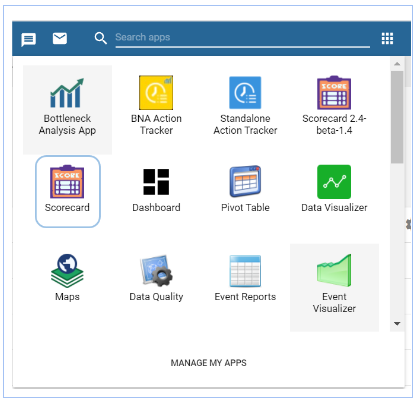 Search apps
Bottleneck
Analysis App
BNA Action
Tracker
Standalone
Action Tracker
SCORE
Scorecard 2.4-
beta-1.4
SCORE
Scorecard
Dashboard
Pivot Table
Data Visualizer
Maps
Data Quality
Event Reports
Event
Visualizer
MANAGE MY APPS